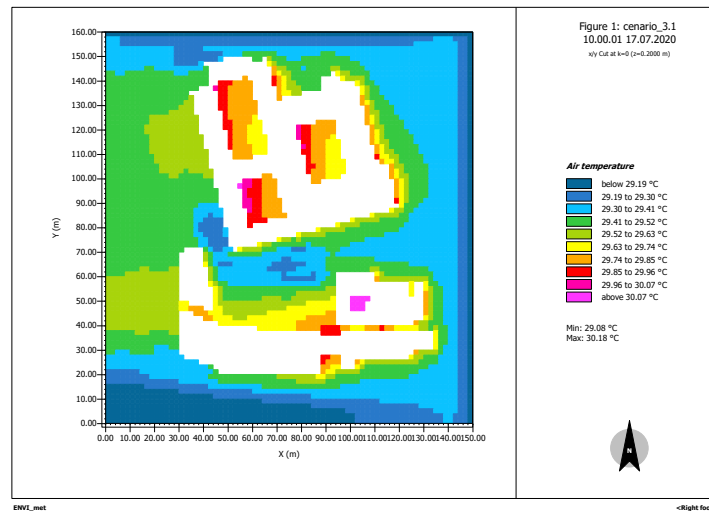 Figure 1: cenario_3.1
10.00.01 17.07.2020
x/y Cut at k=0 (z=0.2000 m)
160.00
150.00
140.00
130.00
120.00
110.00
100.00
90.00
80.00
70.00
60.00
50.00
40.00
30.00
20.00
10.00
0.00
Y (m)
0.00 10.00 20.00 30.00 40.00 50.00 60.00 70.00 80.00 90.00 100.00 110.00 120.00 130.00 140.00 150.00
X (m)
Air temperature
below 29.19 °C
29.19 to 29.30 °C
29.30 to 29.41 °C
29.41 to 29.52 °C
29.52 to 29.63 °C
29.63 to 29.74 °C
29.74 to 29.85 °C
29.85 to 29.96 °C
29.96 to 30.07 °C
above 30.07 °C
Min: 29.08 °C
Max: 30.18 °C
N
ENVI_met
<Right foo